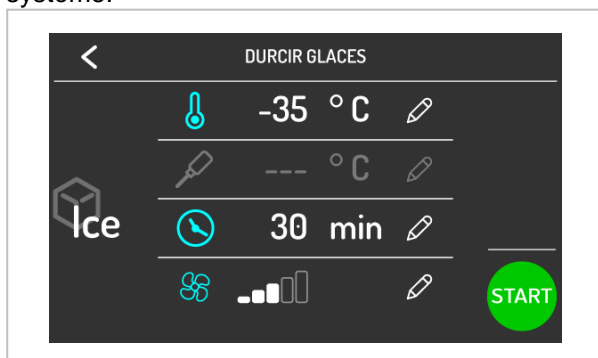 DURCIR GLACES
-35 °C
--- °C
Ice
30 min
START